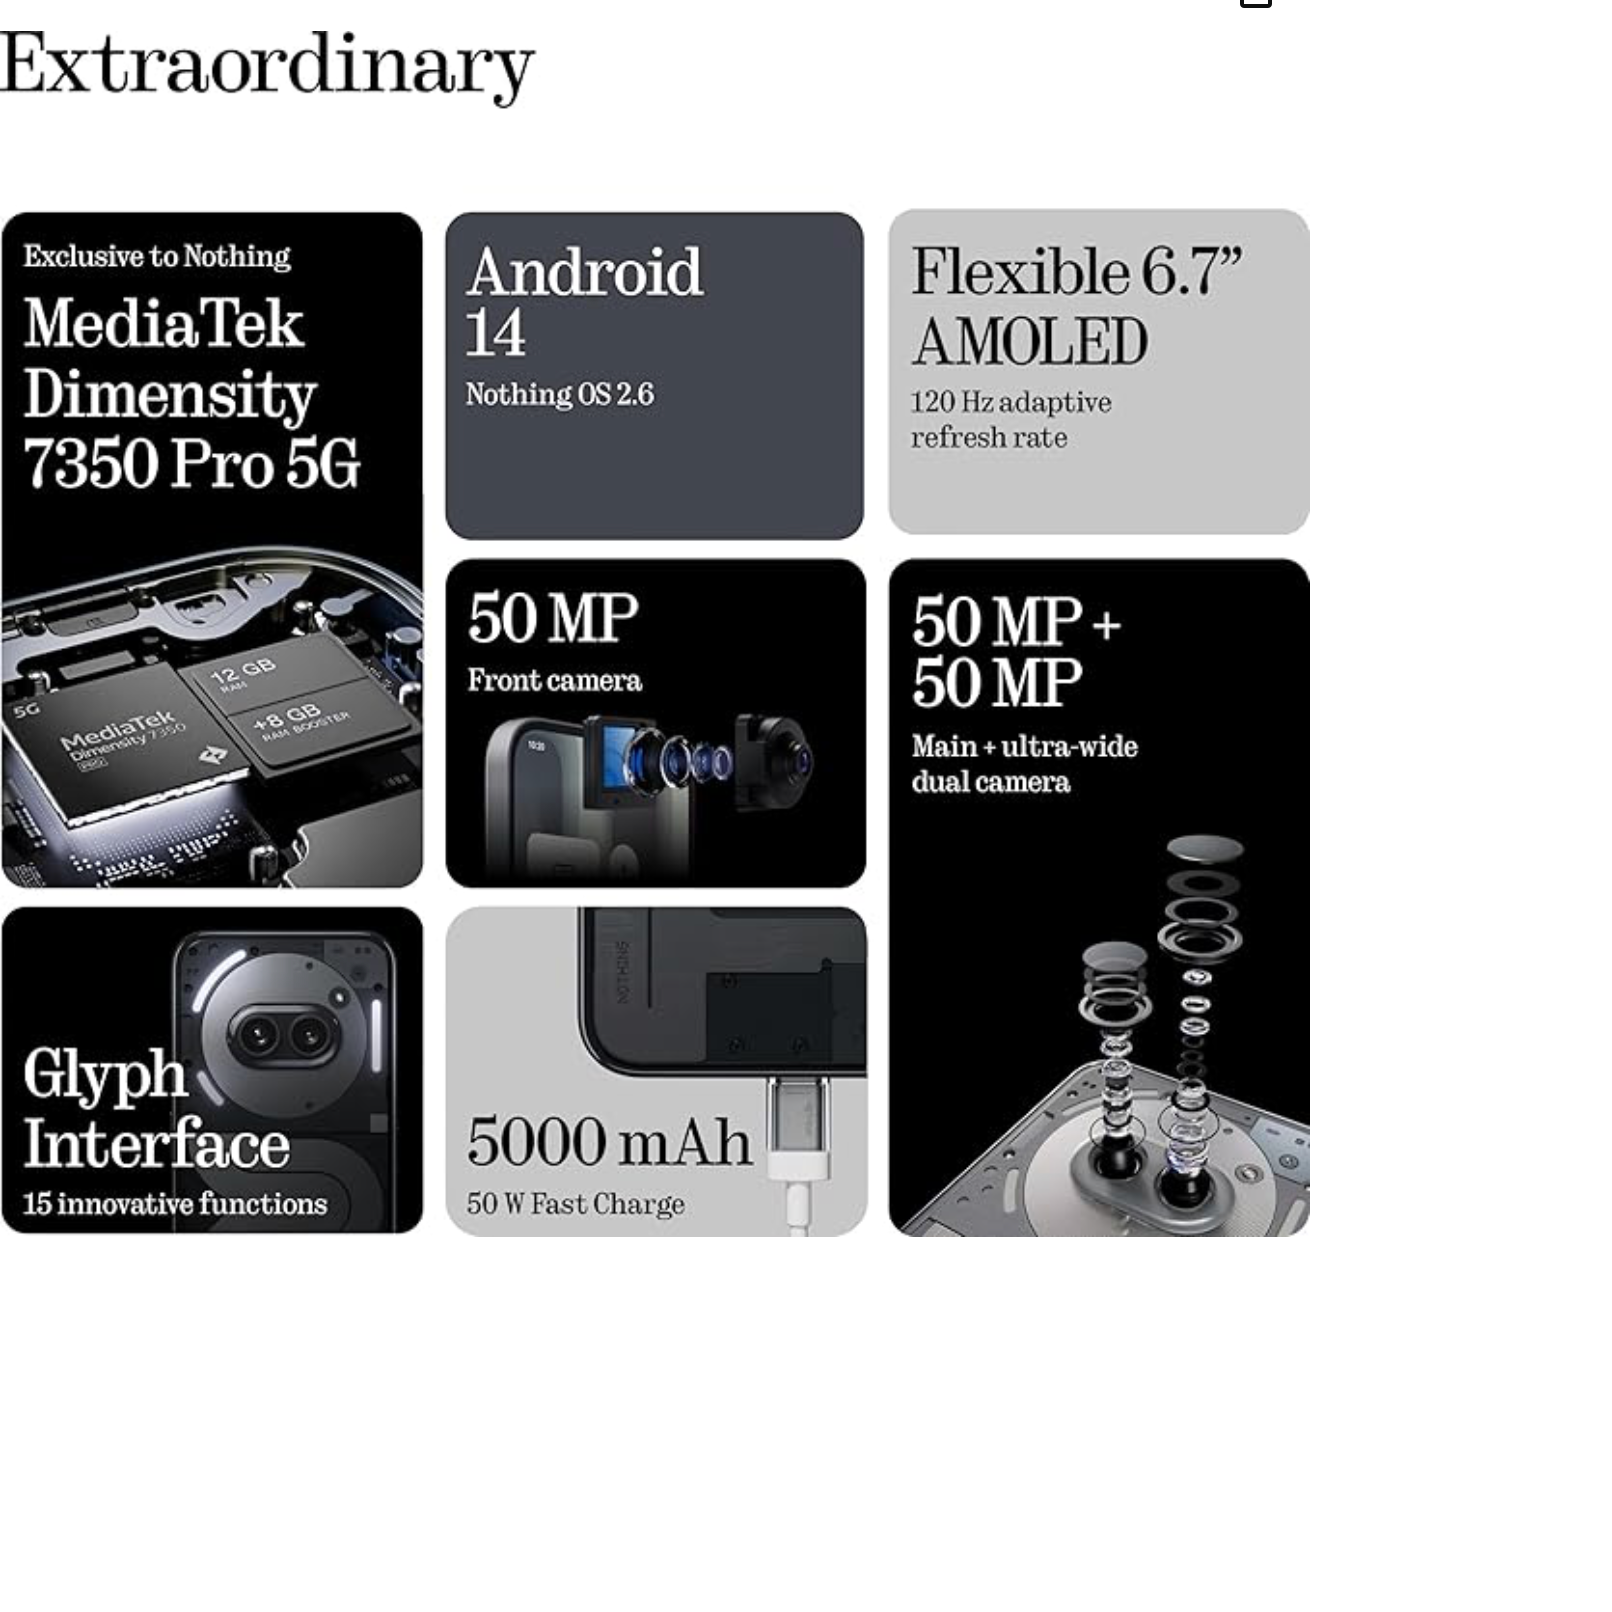 Extraordinary
Exclusive to Nothing
MediaTek
Dimensity
7350 Pro 5G
5G
MediaTek
Dimensity 7350
PRO
12 GB
RAM
+8 GB
RAM BOOSTER
Android
14
Nothing OS 2.6
Flexible 6.7”
AMOLED
120 Hz adaptive
refresh rate
50 MP
Front camera
10:20
50 MP +
50 MP
Main + ultra-wide
dual camera
Glyph
Interface
15 innovative functions
NOTHING
5000 mAh
50 W Fast Charge